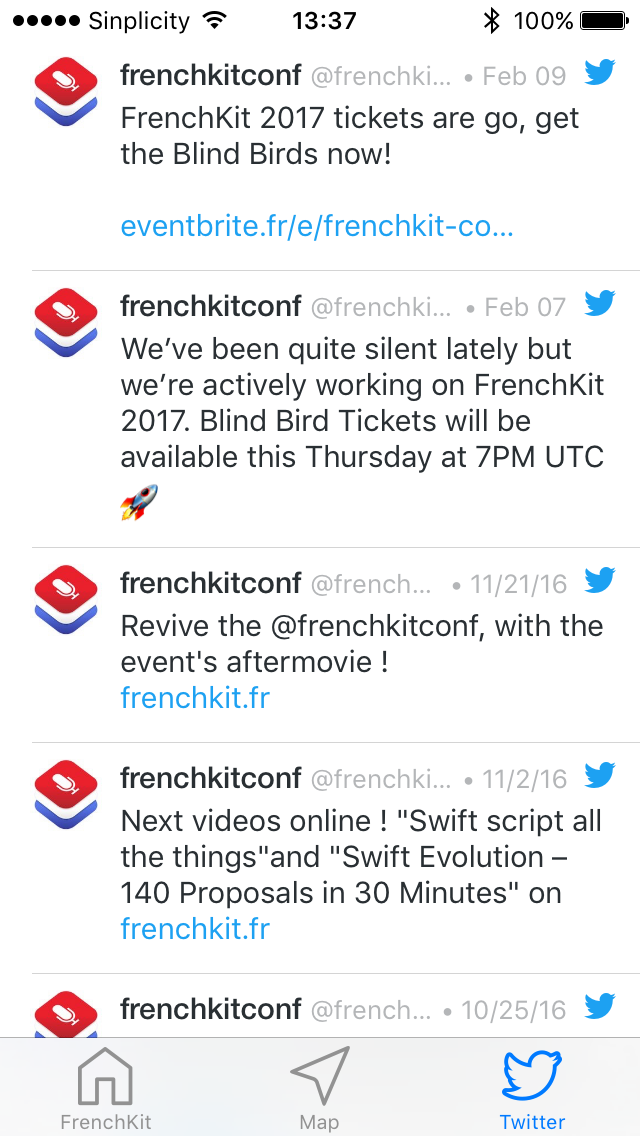 Sinplicity 13:37 100%
frenchkitconf @frenchki... • Feb 09
FrenchKit 2017 tickets are go, get
the Blind Birds now!
eventbrite.fr/e/frenchkit-co...
frenchkitconf @frenchki... • Feb 07
We’ve been quite silent lately but
we’re actively working on FrenchKit
2017. Blind Bird Tickets will be
available this Thursday at 7PM UTC
🚀
frenchkitconf @french... • 11/21/16
Revive the @frenchkitconf, with the
event's aftermovie !
frenchkit.fr
frenchkitconf @frenchki... • 11/2/16
Next videos online ! "Swift script all
the things"and "Swift Evolution –
140 Proposals in 30 Minutes" on
frenchkit.fr
frenchkitconf @french... • 10/25/16
FrenchKit Map Twitter